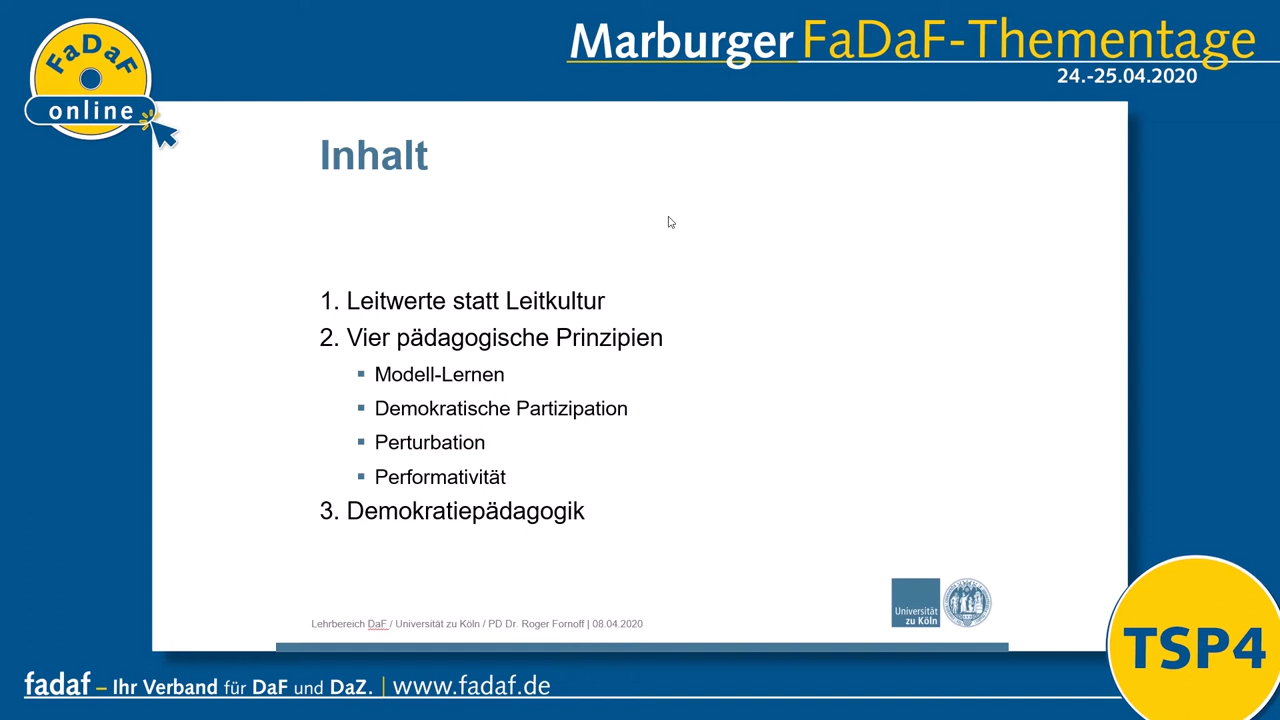 FaDaF
online
Marburger FaDaF-Thementage
24.-25.04.2020
Inhalt
1. Leitwerte statt Leitkultur
2. Vier pädagogische Prinzipien
Modell-Lernen
Demokratische Partizipation
Perturbation
Performativität
3. Demokratiepädagogik
Universität
zu Köln
Lehrbereich DaF / Universität zu Köln / PD Dr. Roger Fornoff | 08.04.2020
TSP4
fadaf – Ihr Verband für DaF und DaZ. | www.fadaf.de